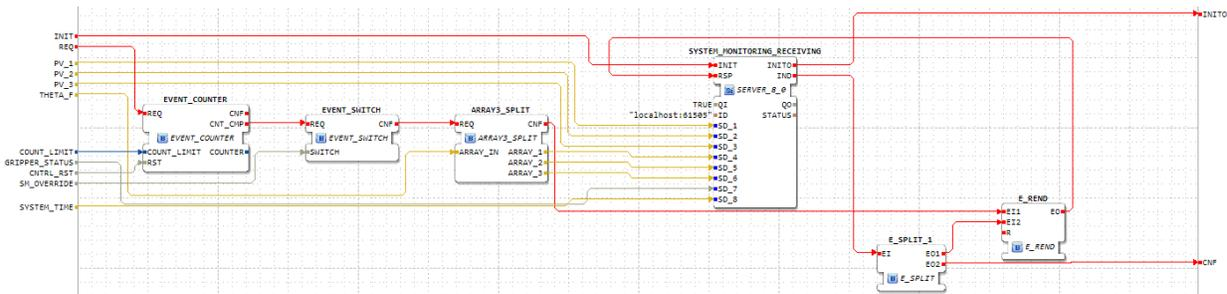 INITO
INIT
REQ
PV_1
PV_2
PV_3
THETA_F
COUNT_LIMIT
GRIPPER_STATUS
CNTRL_RST
SM_OVERRIDE
SYSTEM_TIME
EVENT_COUNTER
REQ CNF
CNT_CMP
EVENT_COUNTER
COUNT_LIMIT COUNTER
RST
EVENT_SWITCH
REQ CNF
EVENT_SWITCH
SWITCH
ARRAY3_SPLIT
REQ CNF
ARRAY3_SPLIT
ARRAY_IN ARRAY_1
ARRAY_2
ARRAY_3
SYSTEM_MONITORING_RECEIVING
INIT INITO
RSP IND
SERVER_8_0
TRUE QI QO
"localhost:61505" ID STATUS
SD_1
SD_2
SD_3
SD_4
SD_5
SD_6
SD_7
SD_8
E_SPLIT_1
EI EO1
EO2
E_SPLIT
E_REND
EI1 EO
EI2
R
E_REND
CNF